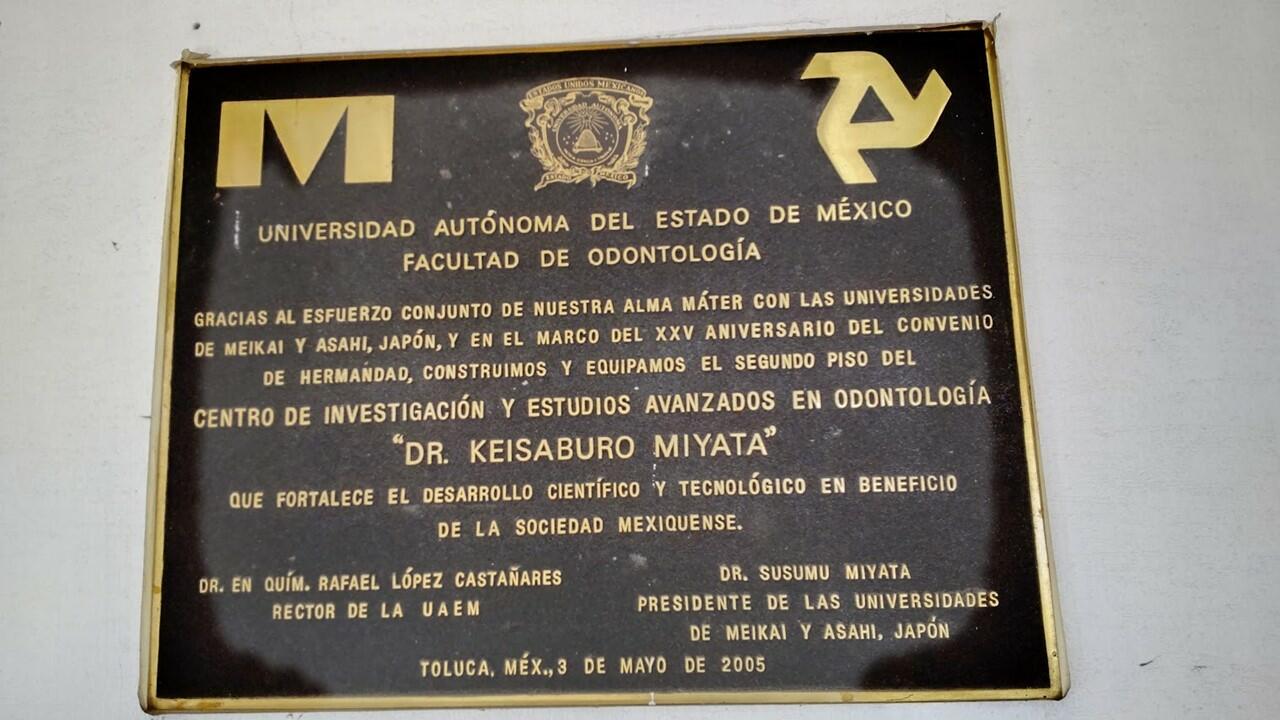 M
ESTADOS UNIDOS MEXICANOS
UNIVERSIDAD AUTÓNOMA DEL ESTADO DE MÉXICO
FACULTAD DE ODONTOLOGÍA
GRACIAS AL ESFUERZO CONJUNTO DE NUESTRA ALMA MÁTER CON LAS UNIVERSIDADES
DE MEIKAI Y ASAHI, JAPÓN, Y EN EL MARCO DEL XXV ANIVERSARIO DEL CONVENIO
DE HERMANDAD, CONSTRUIMOS Y EQUIPAMOS EL SEGUNDO PISO DEL
CENTRO DE INVESTIGACIÓN Y ESTUDIOS AVANZADOS EN ODONTOLOGÍA
"DR. KEISABURO MIYATA"
QUE FORTALECE EL DESARROLLO CIENTÍFICO Y TECNOLÓGICO EN BENEFICIO
DE LA SOCIEDAD MEXIQUENSE.
DR. EN QUÍM. RAFAEL LÓPEZ CASTAÑARES
RECTOR DE LA UAEM
DR. SUSUMU MIYATA
PRESIDENTE DE LAS UNIVERSIDADES
DE MEIKAI Y ASAHI, JAPÓN
TOLUCA, MÉX., 3 DE MAYO DE 2005